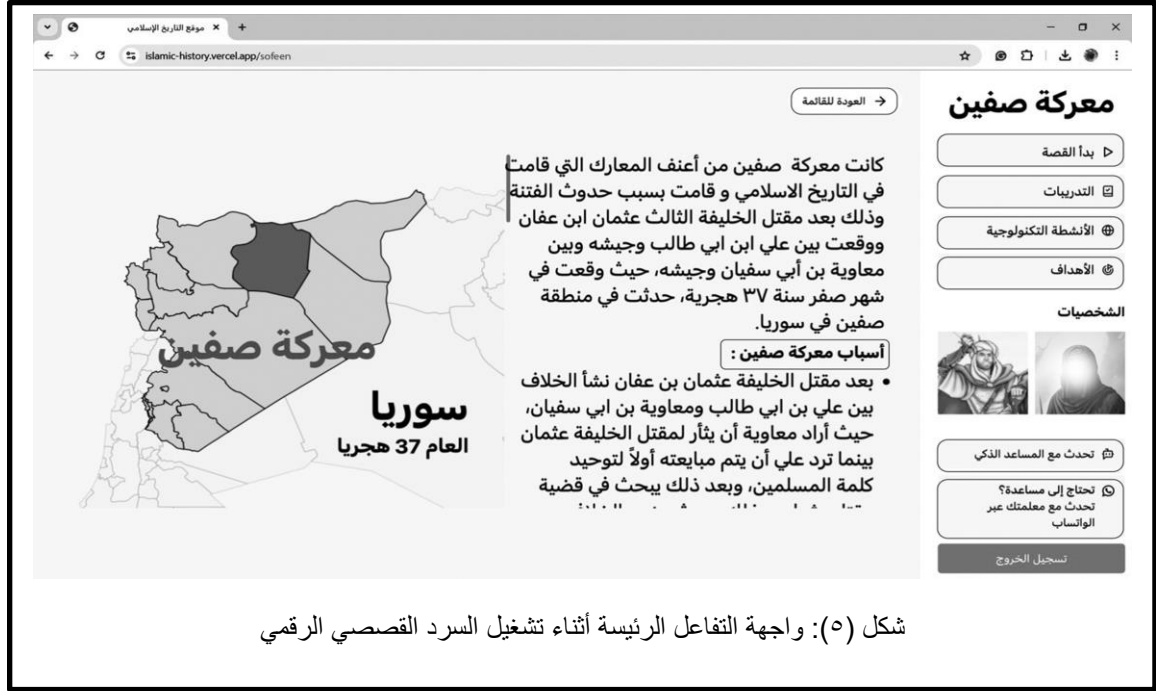 موقع التاريخ الإسلامي
islamic-history.vercel.app/sofeen
معركة صفين
بدأ القصة
التدريبات
الأنشطة التكنولوجية
الأهداف
الشخصيات
تحدث مع المساعد الذكي
تحتاج إلى مساعدة؟
تحدث مع معلمتك عبر
الواتساب
تسجيل الخروج
العودة للقائمة
كانت معركة صفين من أعنف المعارك التي قامت
في التاريخ الاسلامي و قامت بسبب حدوث الفتنة
وذلك بعد مقتل الخليفة الثالث عثمان ابن عفان
ووقعت بين علي ابن ابي طالب وجيشه وبين
معاوية بن أبي سفيان وجيشه، حيث وقعت في
شهر صفر سنة ٣٧ هجرية، حدثت في منطقة
صفين في سوريا.
أسباب معركة صفين :
• بعد مقتل الخليفة عثمان بن عفان نشأ الخلاف
بين علي بن ابي طالب ومعاوية بن ابي سفيان،
حيث أراد معاوية أن يثأر لمقتل الخليفة عثمان
بينما ترد علي أن يتم مبايعته أولاً لتوحيد
كلمة المسلمين، وبعد ذلك يبحث في قضية
معركة صفين
سوريا
العام 37 هجريا
شكل (٥): واجهة التفاعل الرئيسة أثناء تشغيل السرد القصصي الرقمي